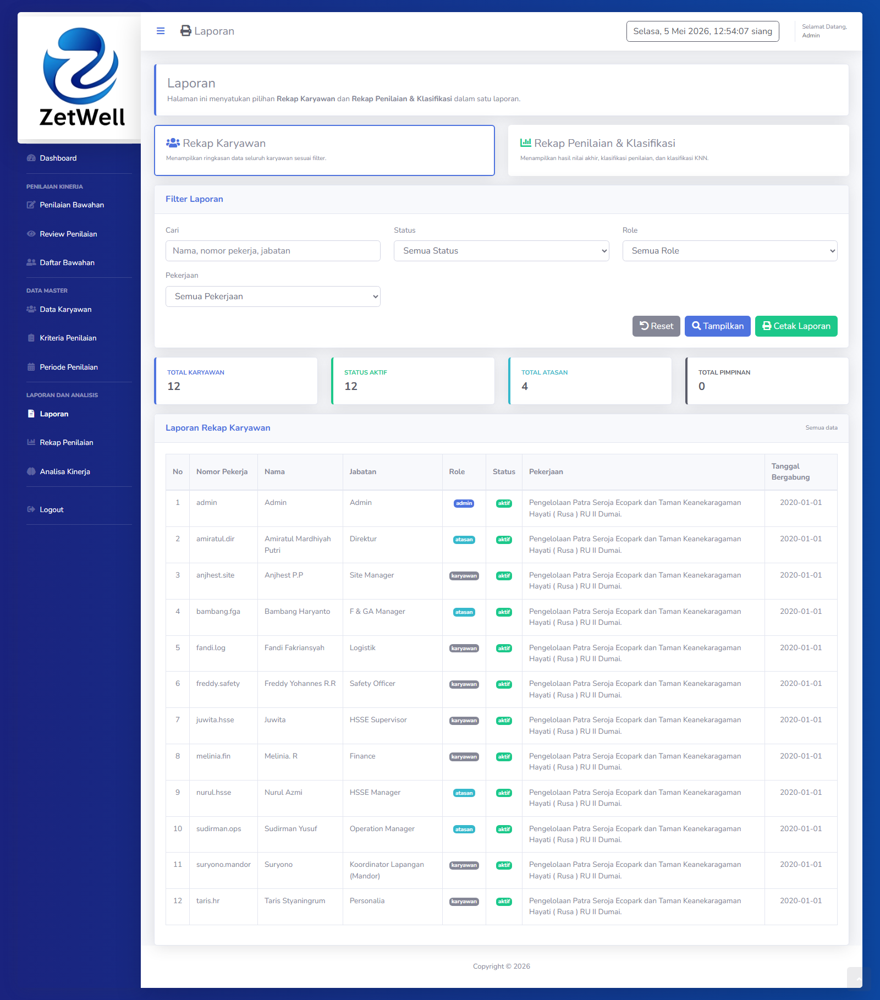 ZetWell
Dashboard
PENILAIAN KINERJA
Penilaian Bawahan
Review Penilaian
Daftar Bawahan
DATA MASTER
Data Karyawan
Kriteria Penilaian
Periode Penilaian
LAPORAN DAN ANALISIS
Laporan
Rekap Penilaian
Analisa Kinerja
Logout
Laporan
Selasa, 5 Mei 2026, 12:54:07 siang
Selamat Datang,
Admin
Laporan
Halaman ini menyatukan pilihan Rekap Karyawan dan Rekap Penilaian & Klasifikasi dalam satu laporan.
Rekap Karyawan
Menampilkan ringkasan data seluruh karyawan sesuai filter.
Rekap Penilaian & Klasifikasi
Menampilkan hasil nilai akhir, klasifikasi penilaian, dan klasifikasi KNN.
Filter Laporan
Cari
Status
Role
Nama, nomor pekerja, jabatan
Semua Status
Semua Role
Pekerjaan
Semua Pekerjaan
Reset
Tampilkan
Cetak Laporan
TOTAL KARYAWAN
12
STATUS AKTIF
12
TOTAL ATASAN
4
TOTAL PIMPINAN
0
Laporan Rekap Karyawan
Semua data
No Nomor Pekerja Nama Jabatan Role Status Pekerjaan Tanggal
Bergabung
1 admin Admin Admin admin aktif Pengelolaan Patra Seroja Ecopark dan Taman Keanekaragaman 2020-01-01
Hayati ( Rusa ) RU II Dumai.
2 amiratul.dir Amiratul Mardhiyah Direktur atasan aktif Pengelolaan Patra Seroja Ecopark dan Taman Keanekaragaman 2020-01-01
Putri Hayati ( Rusa ) RU II Dumai.
3 anjhest.site Anjhest P.P Site Manager karyawan aktif Pengelolaan Patra Seroja Ecopark dan Taman Keanekaragaman 2020-01-01
Hayati ( Rusa ) RU II Dumai.
4 bambang.fga Bambang Haryanto F & GA Manager atasan aktif Pengelolaan Patra Seroja Ecopark dan Taman Keanekaragaman 2020-01-01
Hayati ( Rusa ) RU II Dumai.
5 fandi.log Fandi Fakriansyah Logistik karyawan aktif Pengelolaan Patra Seroja Ecopark dan Taman Keanekaragaman 2020-01-01
Hayati ( Rusa ) RU II Dumai.
6 freddy.safety Freddy Yohannes R.R Safety Officer karyawan aktif Pengelolaan Patra Seroja Ecopark dan Taman Keanekaragaman 2020-01-01
Hayati ( Rusa ) RU II Dumai.
7 juwita.hsse Juwita HSSE Supervisor karyawan aktif Pengelolaan Patra Seroja Ecopark dan Taman Keanekaragaman 2020-01-01
Hayati ( Rusa ) RU II Dumai.
8 melinia.fin Melinia. R Finance karyawan aktif Pengelolaan Patra Seroja Ecopark dan Taman Keanekaragaman 2020-01-01
Hayati ( Rusa ) RU II Dumai.
9 nurul.hsse Nurul Azmi HSSE Manager atasan aktif Pengelolaan Patra Seroja Ecopark dan Taman Keanekaragaman 2020-01-01
Hayati ( Rusa ) RU II Dumai.
10 sudirman.ops Sudirman Yusuf Operation Manager atasan aktif Pengelolaan Patra Seroja Ecopark dan Taman Keanekaragaman 2020-01-01
Hayati ( Rusa ) RU II Dumai.
11 suryono.mandor Suryono Koordinator Lapangan karyawan aktif Pengelolaan Patra Seroja Ecopark dan Taman Keanekaragaman 2020-01-01
(Mandor) Hayati ( Rusa ) RU II Dumai.
12 taris.hr Taris Styaningrum Personalia karyawan aktif Pengelolaan Patra Seroja Ecopark dan Taman Keanekaragaman 2020-01-01
Hayati ( Rusa ) RU II Dumai.
Copyright © 2026